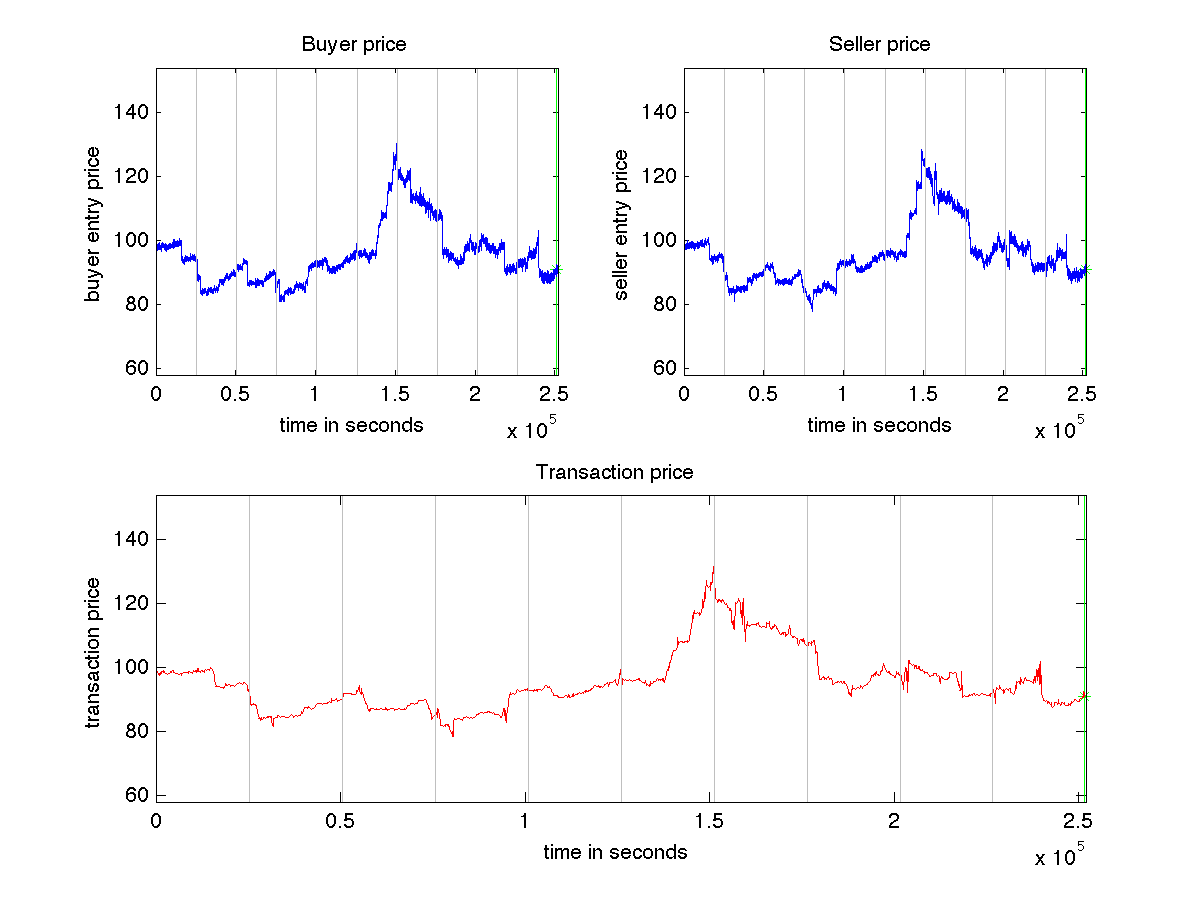 Buyer price
140
120
100
80
60
buyer entry price
0 0.5 1 1.5 2 2.5
time in seconds
x 10^5
Seller price
140
120
100
80
60
seller entry price
0 0.5 1 1.5 2 2.5
time in seconds
x 10^5
Transaction price
140
120
100
80
60
transaction price
0 0.5 1 1.5 2 2.5
time in seconds
x 10^5